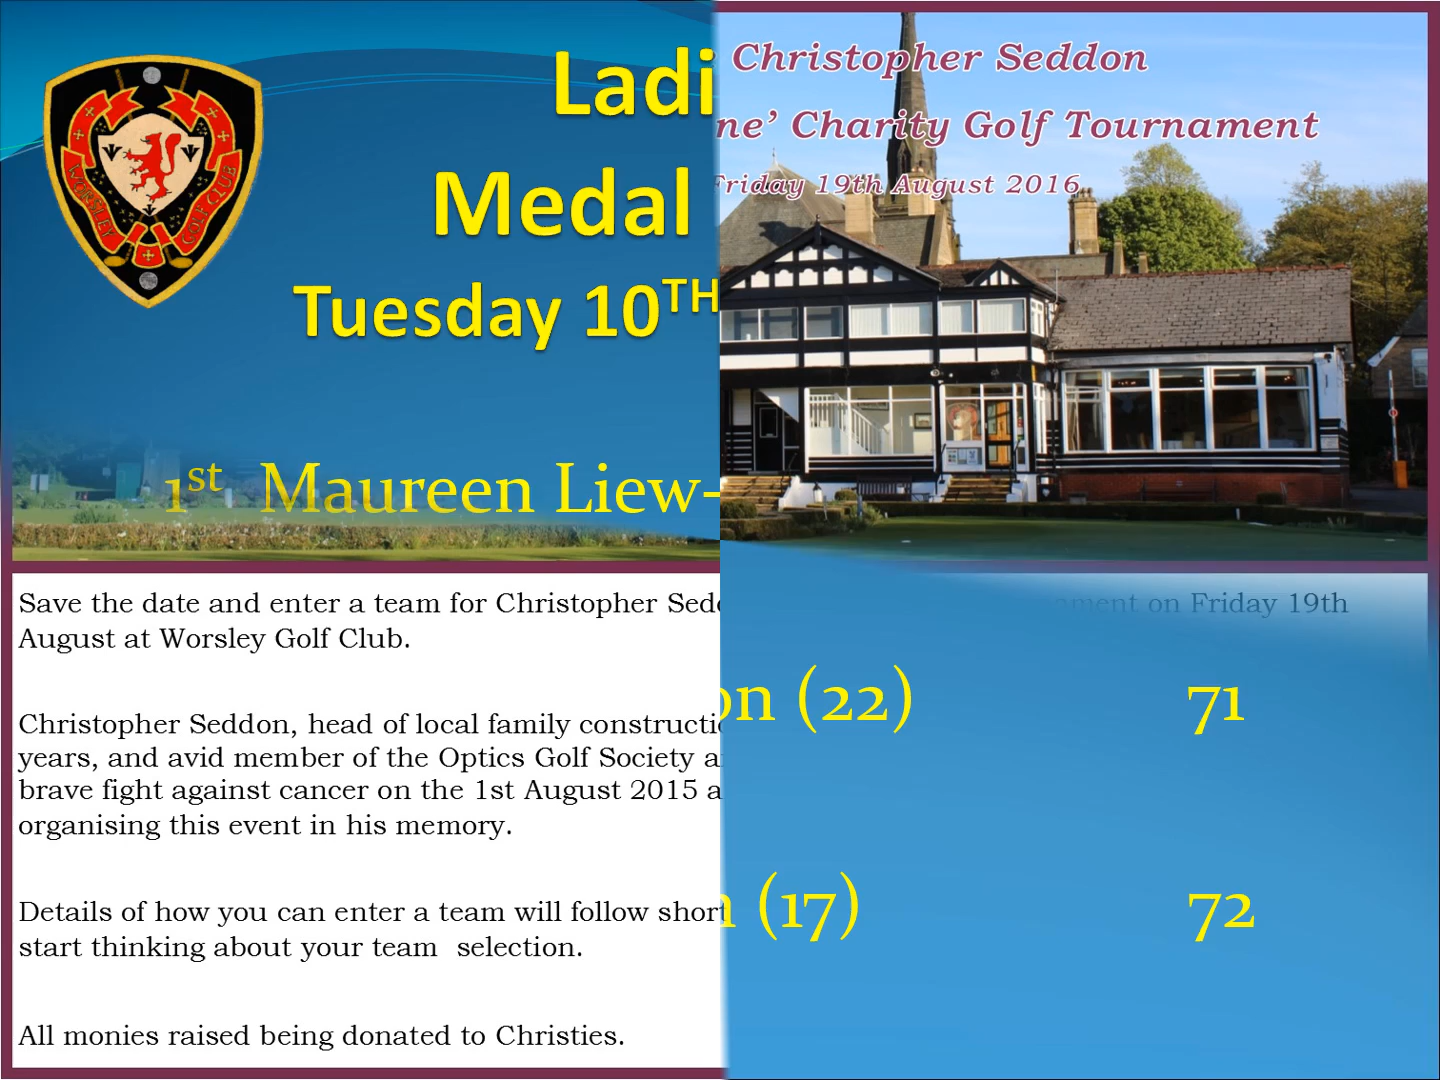 WORSLEY GOLF CLUB
Ladi
Medal
Tuesday 10TH
Christopher Seddon
ne’ Charity Golf Tournament
Friday 19th August 2016
1st Maureen Liew-
Save the date and enter a team for Christopher Sedd
ament on Friday 19th
August at Worsley Golf Club.
on (22) 71
Christopher Seddon, head of local family constructi
years, and avid member of the Optics Golf Society a
brave fight against cancer on the 1st August 2015 a
organising this event in his memory.
(17) 72
Details of how you can enter a team will follow short
start thinking about your team selection.
All monies raised being donated to Christies.